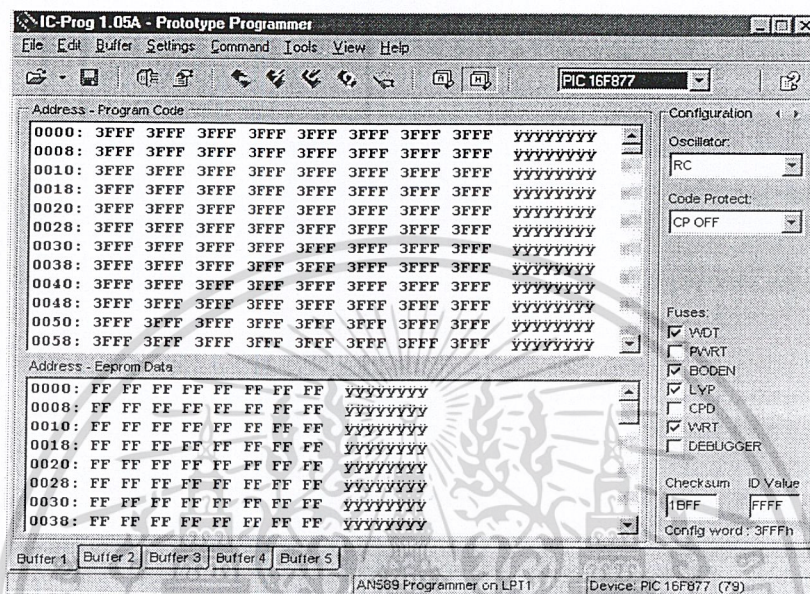 IC-Prog 1.05A - Prototype Programmer
File Edit Buffer Settings Command Tools View Help
PIC 16F877
Address - Program Code
0000: 3FFF 3FFF 3FFF 3FFF 3FFF 3FFF 3FFF 3FFF ÿÿÿÿÿÿÿÿ
0008: 3FFF 3FFF 3FFF 3FFF 3FFF 3FFF 3FFF 3FFF ÿÿÿÿÿÿÿÿ
0010: 3FFF 3FFF 3FFF 3FFF 3FFF 3FFF 3FFF 3FFF ÿÿÿÿÿÿÿÿ
0018: 3FFF 3FFF 3FFF 3FFF 3FFF 3FFF 3FFF 3FFF ÿÿÿÿÿÿÿÿ
0020: 3FFF 3FFF 3FFF 3FFF 3FFF 3FFF 3FFF 3FFF ÿÿÿÿÿÿÿÿ
0028: 3FFF 3FFF 3FFF 3FFF 3FFF 3FFF 3FFF 3FFF ÿÿÿÿÿÿÿÿ
0030: 3FFF 3FFF 3FFF 3FFF 3FFF 3FFF 3FFF 3FFF ÿÿÿÿÿÿÿÿ
0038: 3FFF 3FFF 3FFF 3FFF 3FFF 3FFF 3FFF 3FFF ÿÿÿÿÿÿÿÿ
0040: 3FFF 3FFF 3FFF 3FFF 3FFF 3FFF 3FFF 3FFF ÿÿÿÿÿÿÿÿ
0048: 3FFF 3FFF 3FFF 3FFF 3FFF 3FFF 3FFF 3FFF ÿÿÿÿÿÿÿÿ
0050: 3FFF 3FFF 3FFF 3FFF 3FFF 3FFF 3FFF 3FFF ÿÿÿÿÿÿÿÿ
0058: 3FFF 3FFF 3FFF 3FFF 3FFF 3FFF 3FFF 3FFF ÿÿÿÿÿÿÿÿ
Address - Eeprom Data
0000: FF FF FF FF FF FF FF FF ÿÿÿÿÿÿÿÿ
0008: FF FF FF FF FF FF FF FF ÿÿÿÿÿÿÿÿ
0010: FF FF FF FF FF FF FF FF ÿÿÿÿÿÿÿÿ
0018: FF FF FF FF FF FF FF FF ÿÿÿÿÿÿÿÿ
0020: FF FF FF FF FF FF FF FF ÿÿÿÿÿÿÿÿ
0028: FF FF FF FF FF FF FF FF ÿÿÿÿÿÿÿÿ
0030: FF FF FF FF FF FF FF FF ÿÿÿÿÿÿÿÿ
0038: FF FF FF FF FF FF FF FF ÿÿÿÿÿÿÿÿ
Configuration
Oscillator:
RC
Code Protect:
CP OFF
Fuses:
WDT
PWRT
BODEN
LVP
CPD
WRT
DEBUGGER
Checksum ID Value
1BFF FFFF
Config word : 3FFFh
Buffer 1 Buffer 2 Buffer 3 Buffer 4 Buffer 5
AN589 Programmer on LPT1 Device: PIC 16F877 (79)